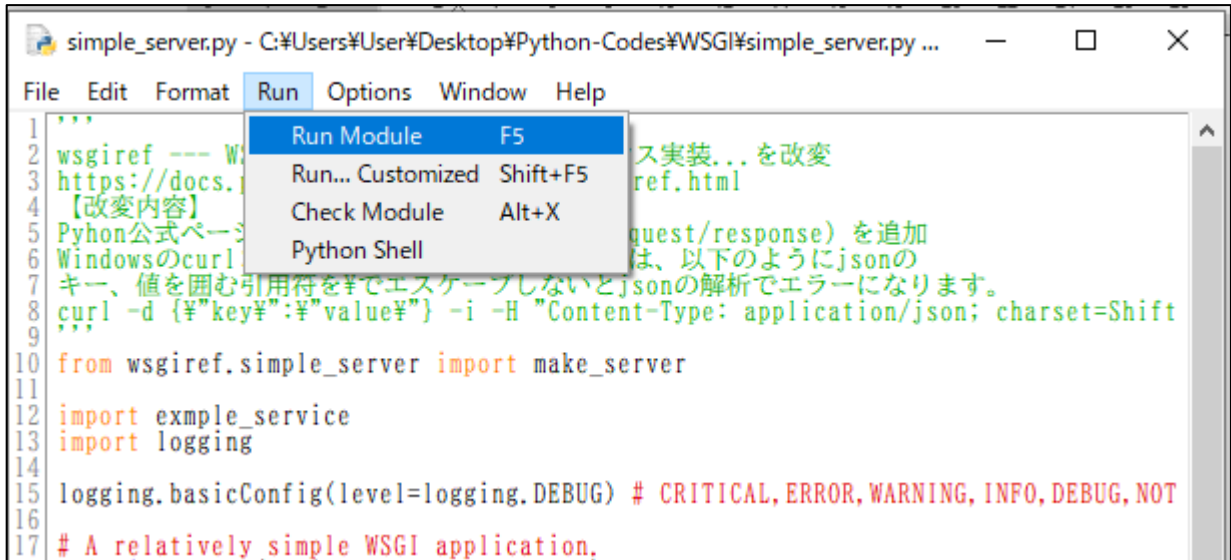 simple_server.py - C:¥Users¥User¥Desktop¥Python-Codes¥WSGI¥simple_server.py ...
File Edit Format Run Options Window Help
Run Module F5
Run... Customized Shift+F5
Check Module Alt+X
Python Shell
1 '''
2 wsgiref --- W ス実装...を改変
3 https://docs. ref.html
4 【改変内容】
5 Pyhon公式ペー quest/response) を追加
6 Windowsのcurl は、以下のようにjsonの
7 キー、値を囲む引用符を¥でエスケープしないとjsonの解析でエラーになります。
8 curl -d {¥"key¥":¥"value¥"} -i -H "Content-Type: application/json; charset=Shift
9 '''
10 from wsgiref.simple_server import make_server
11
12 import exmple_service
13 import logging
14
15 logging.basicConfig(level=logging.DEBUG) # CRITICAL,ERROR,WARNING,INFO,DEBUG,NOT
16
17 # A relatively simple WSGI application.